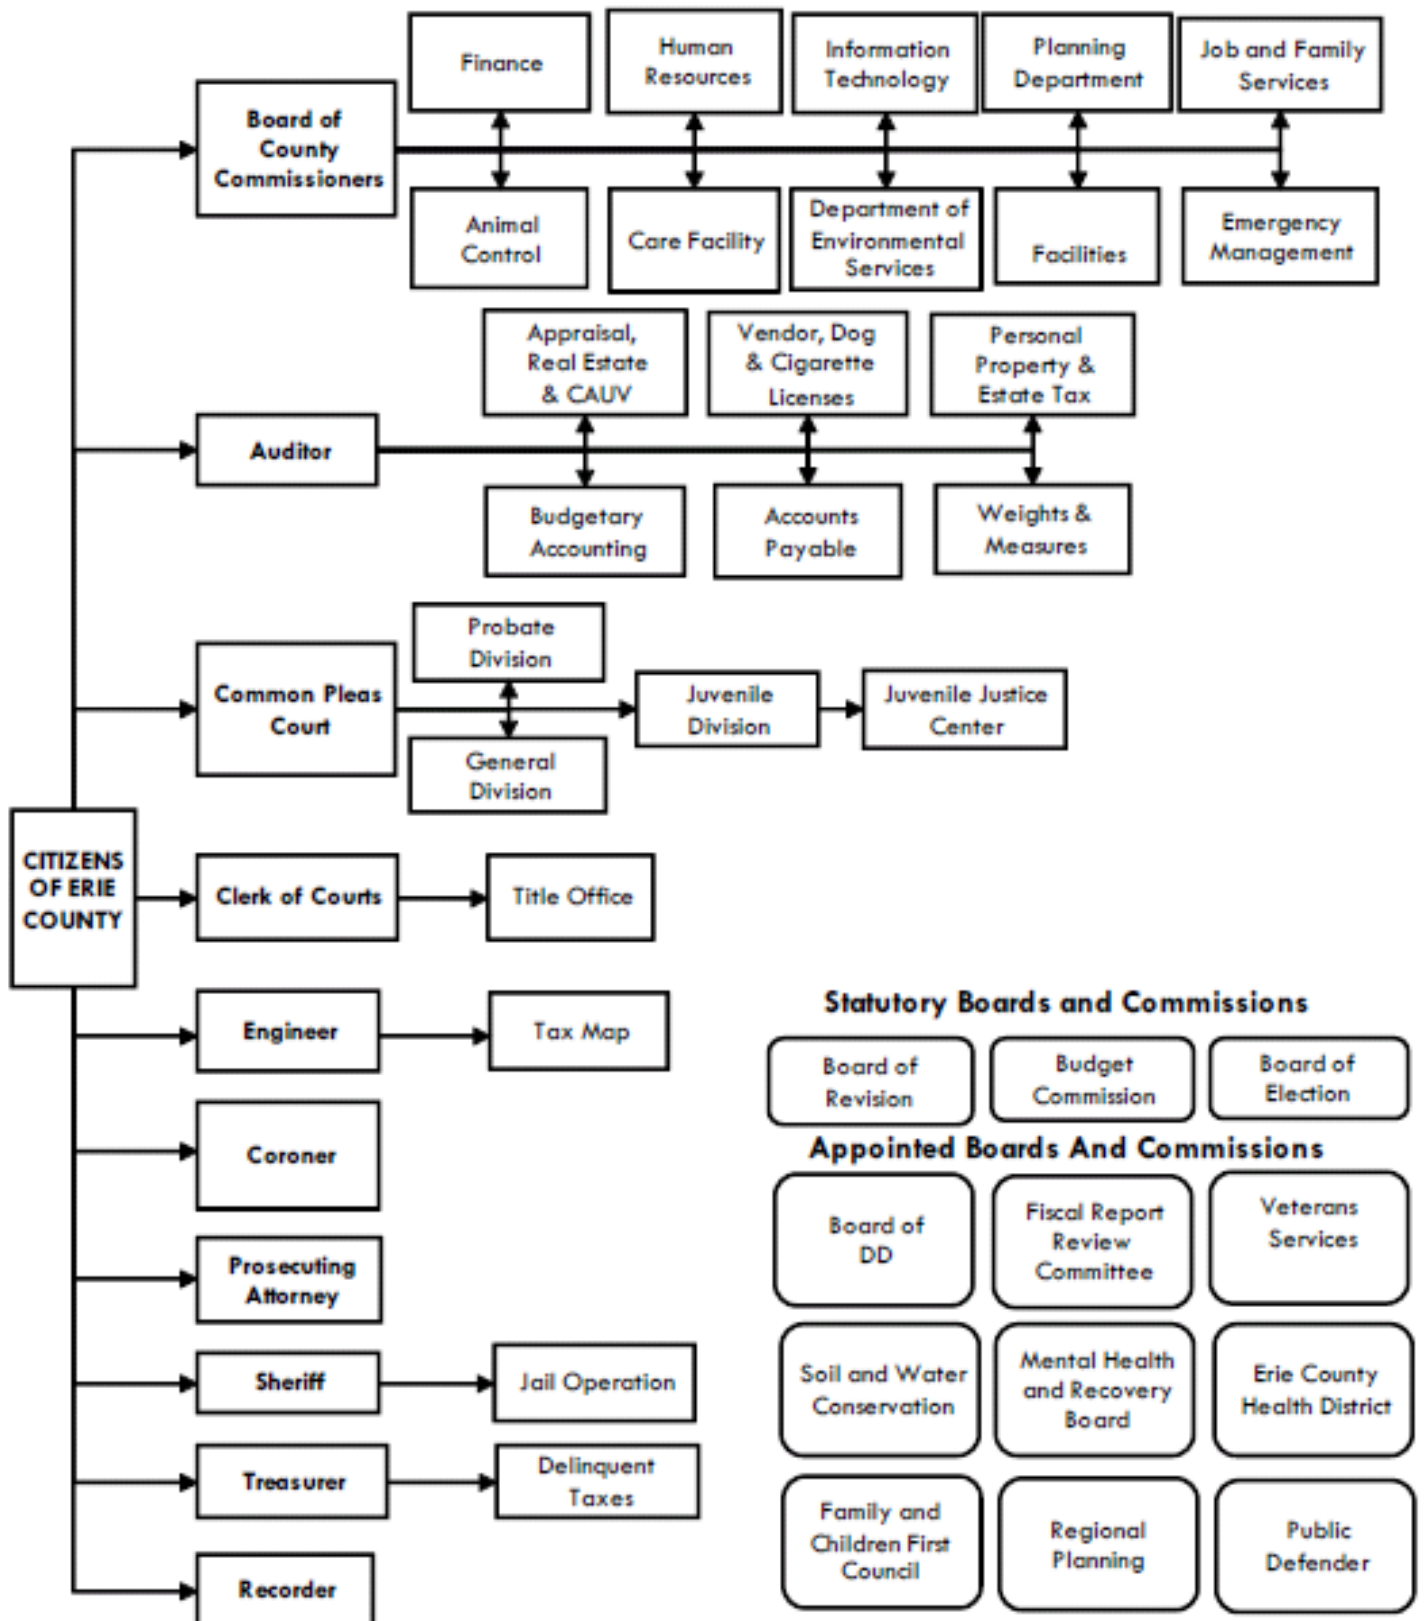 Finance
Human
Resources
Information
Technology
Planning
Department
Job and Family
Services
Board of
County
Commissioners
Animal
Control
Care Facility
Department of
Environmental
Services
Facilities
Emergency
Management
Appraisal,
Real Estate
& CAUV
Vendor, Dog
& Cigarette
Licenses
Personal
Property &
Estate Tax
Auditor
Budgetary
Accounting
Accounts
Payable
Weights &
Measures
Probate
Division
Common Pleas
Court
Juvenile
Division
Juvenile Justice
Center
General
Division
CITIZENS
OF ERIE
COUNTY
Clerk of Courts
Title Office
Engineer
Tax Map
Coroner
Prosecuting
Attorney
Sheriff
Jail Operation
Treasurer
Delinquent
Taxes
Recorder
Statutory Boards and Commissions
Board of
Revision
Budget
Commission
Board of
Election
Appointed Boards And Commissions
Board of
DD
Fiscal Report
Review
Committee
Veterans
Services
Soil and Water
Conservation
Mental Health
and Recovery
Board
Erie County
Health District
Family and
Children First
Council
Regional
Planning
Public
Defender